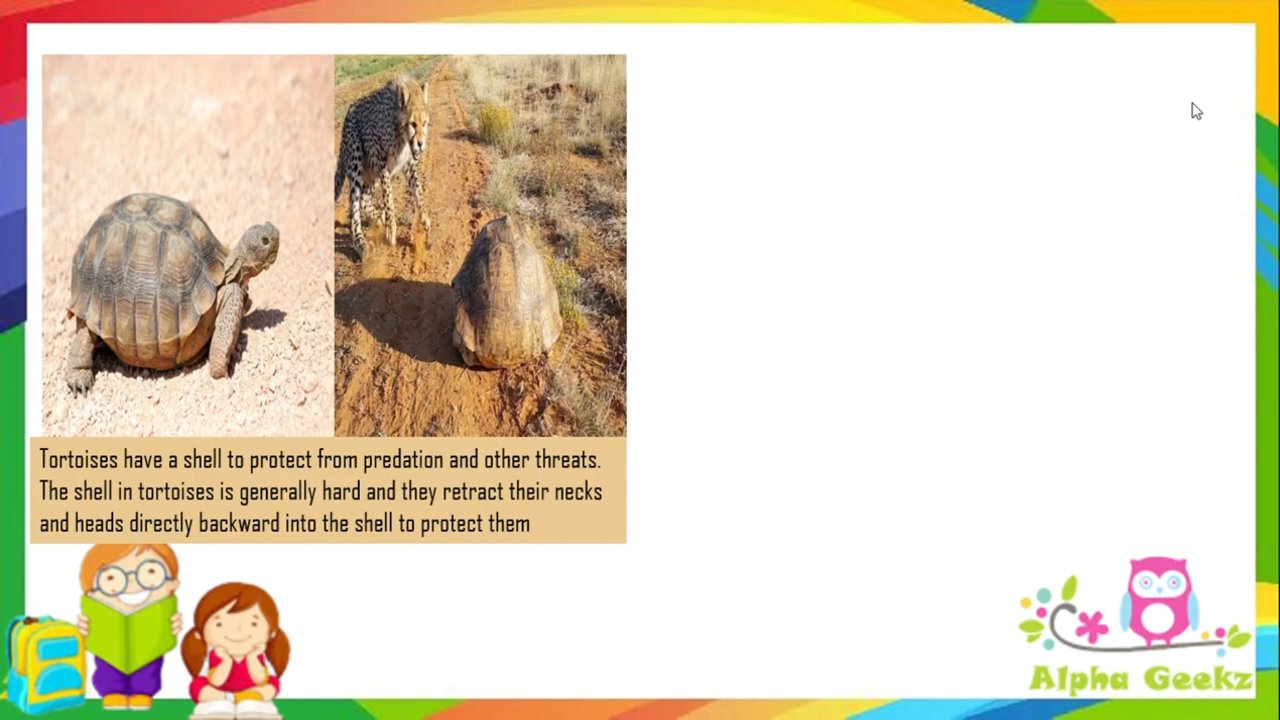 Tortoises have a shell to protect from predation and other threats.
The shell in tortoises is generally hard and they retract their necks
and heads directly backward into the shell to protect them
Alpha Geekz